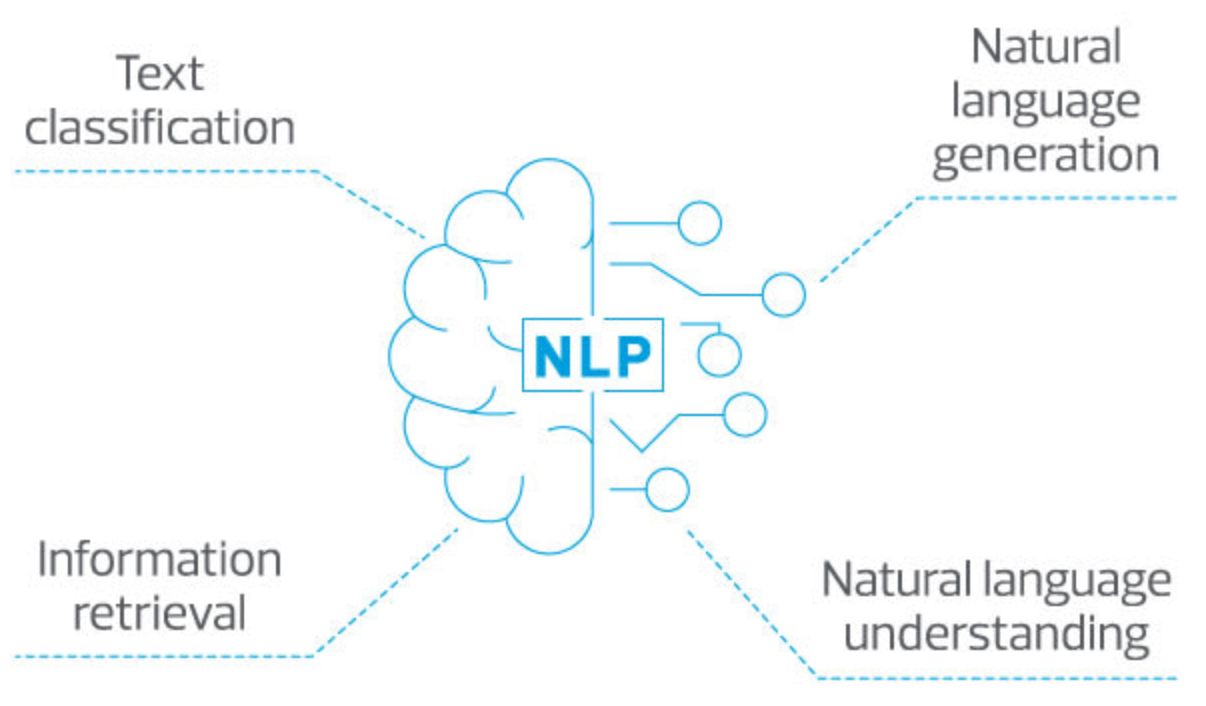 Text
classification
Natural
language
generation
NLP
Information
retrieval
Natural language
understanding